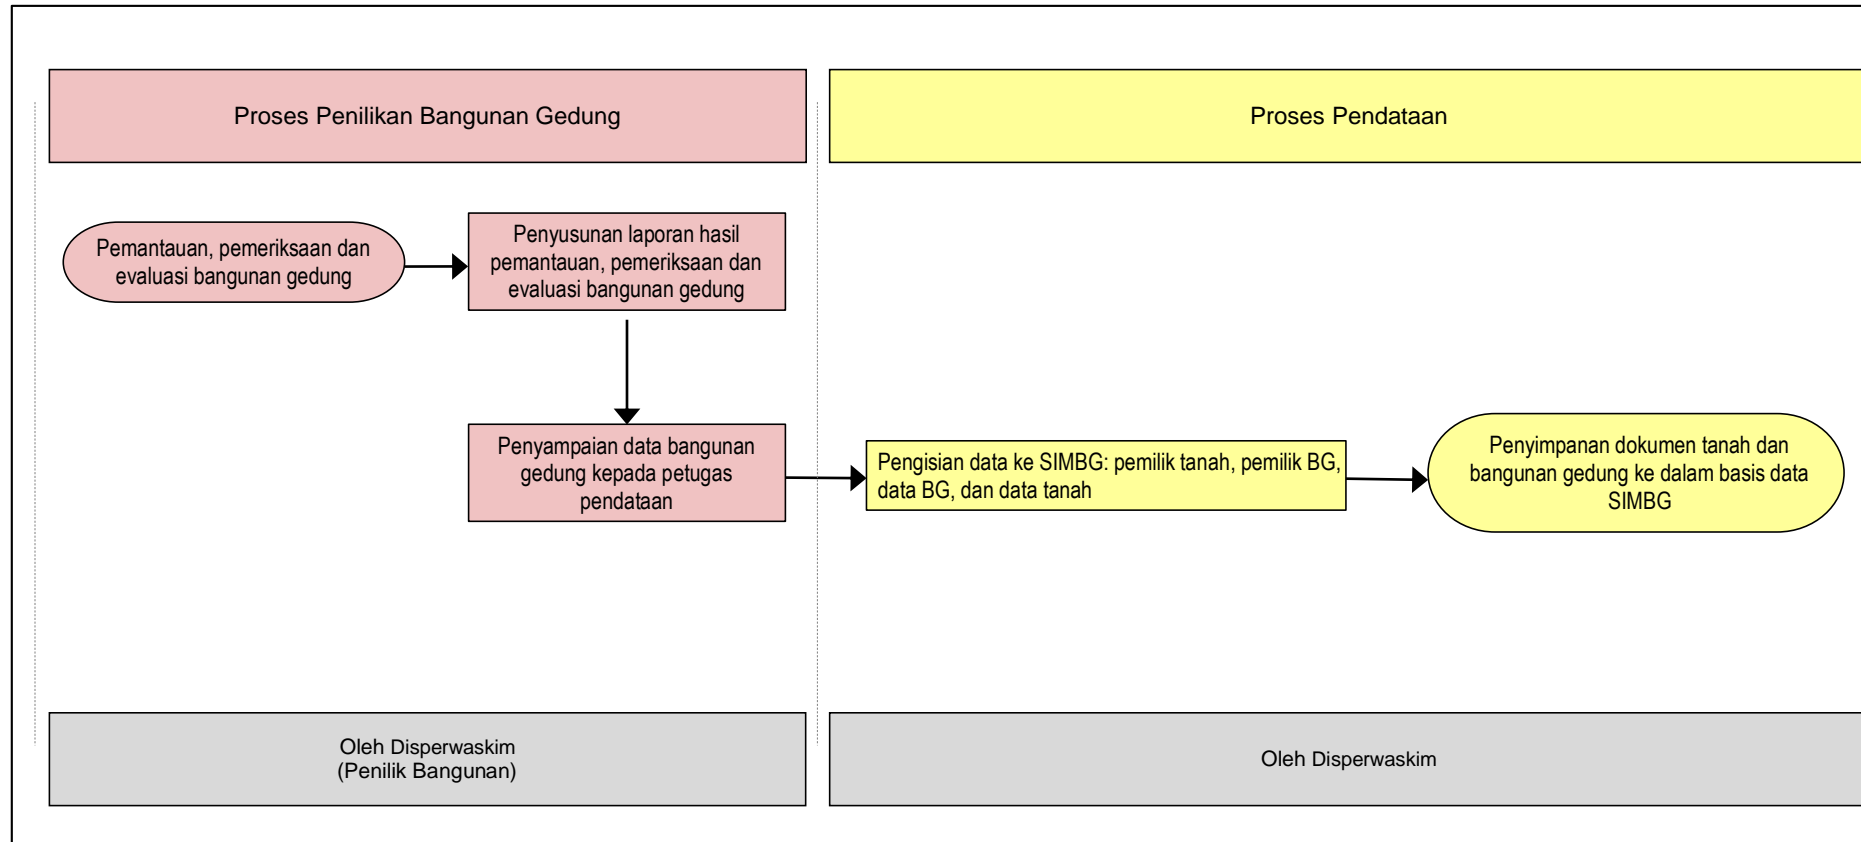 Proses Penilikan Bangunan Gedung
Proses Pendataan
Pemantauan, pemeriksaan dan
evaluasi bangunan gedung
Penyusunan laporan hasil
pemantauan, pemeriksaan dan
evaluasi bangunan gedung
Penyampaian data bangunan
gedung kepada petugas
pendataan
Pengisian data ke SIMBG: pemilik tanah, pemilik BG,
data BG, dan data tanah
Penyimpanan dokumen tanah dan
bangunan gedung ke dalam basis data
SIMBG
Oleh Disperwaskim
(Penilik Bangunan)
Oleh Disperwaskim